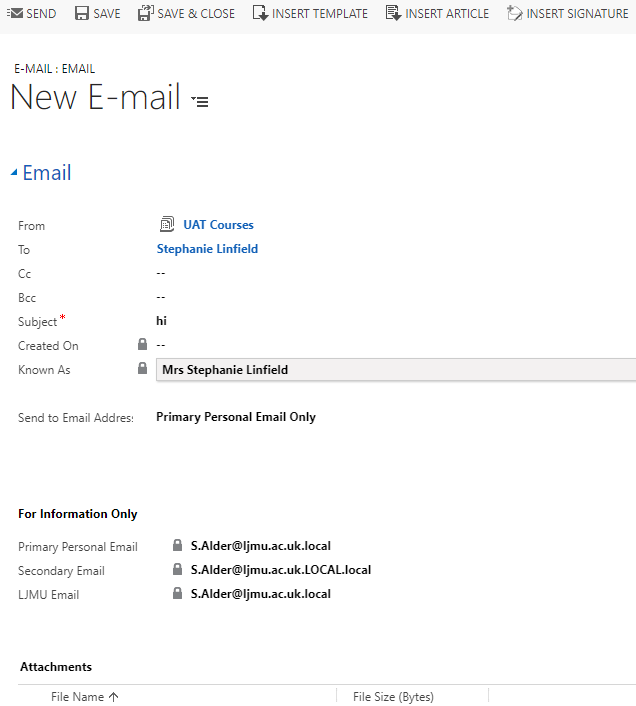 SEND SAVE SAVE & CLOSE INSERT TEMPLATE INSERT ARTICLE INSERT SIGNATURE
E-MAIL : EMAIL
New E-mail
Email
From UAT Courses
To Stephanie Linfield
Cc --
Bcc --
Subject * hi
Created On --
Known As Mrs Stephanie Linfield
Send to Email Address Primary Personal Email Only
For Information Only
Primary Personal Email S.Alder@ljmu.ac.uk.local
Secondary Email S.Alder@ljmu.ac.uk.LOCAL.local
LJMU Email S.Alder@ljmu.ac.uk.local
Attachments
File Name ↑ File Size (Bytes)